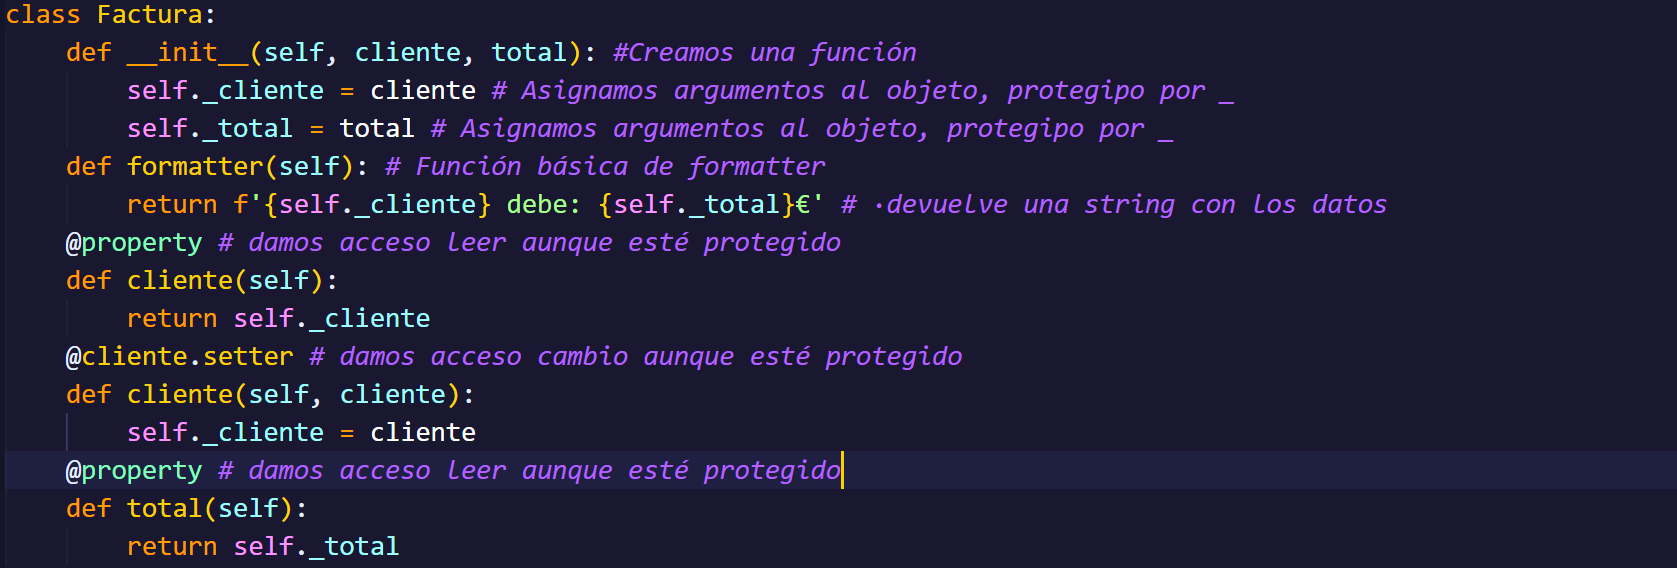 class Factura:
    def __init__(self, cliente, total): #Creamos una función
        self._cliente = cliente # Asignamos argumentos al objeto, protegipo por _
        self._total = total # Asignamos argumentos al objeto, protegipo por _
    def formatter(self): # Función básica de formatter
        return f'{self._cliente} debe: {self._total}€' # ·devuelve una string con los datos
    @property # damos acceso leer aunque esté protegido
    def cliente(self):
        return self._cliente
    @cliente.setter # damos acceso cambio aunque esté protegido
    def cliente(self, cliente):
        self._cliente = cliente
    @property # damos acceso leer aunque esté protegido
    def total(self):
        return self._total